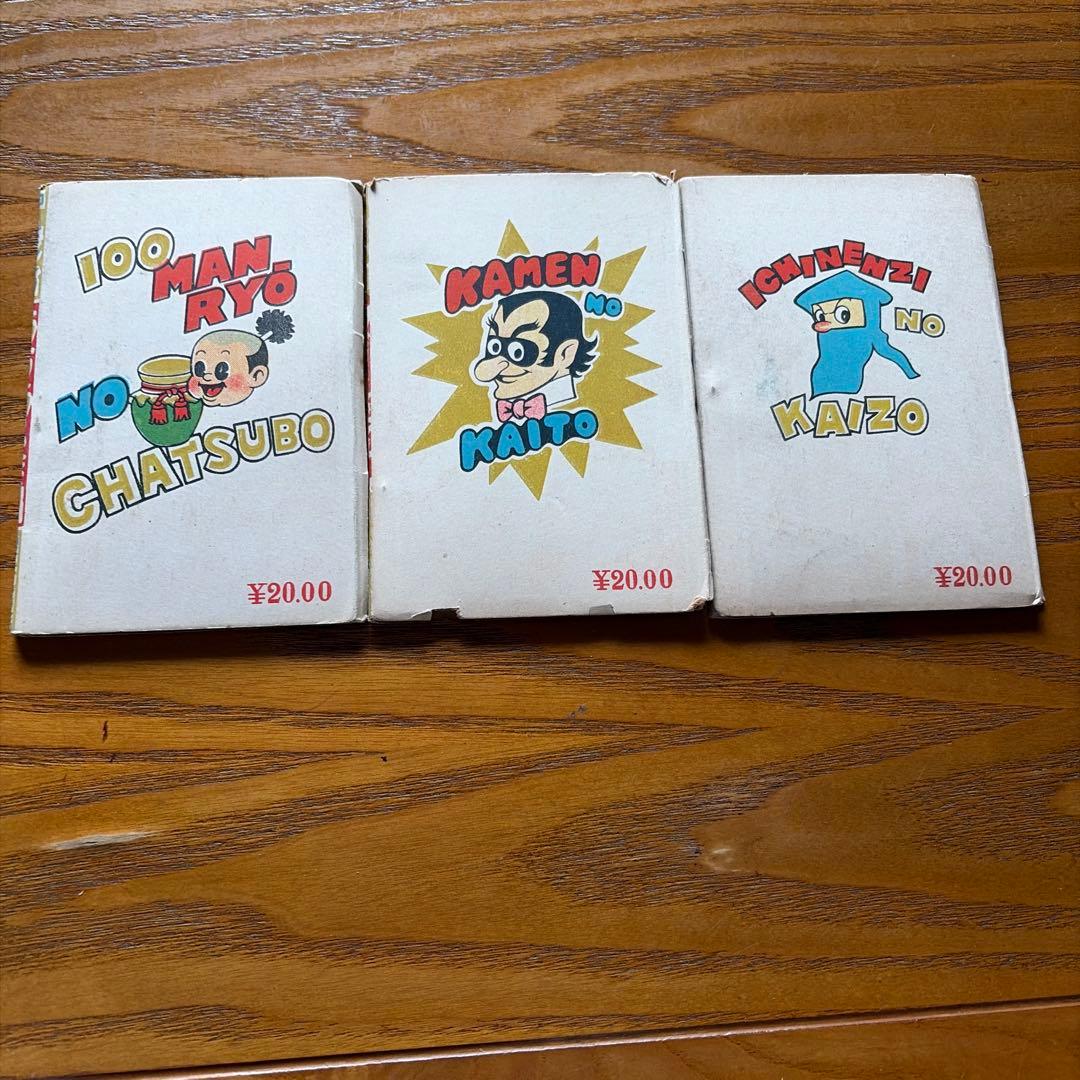 100
MAN
RYŌ
NO
CHATSUBO
¥20.00
KAMEN
NO
KAITO
¥20.00
ICHINENZI
NO
KAIZO
¥20.00